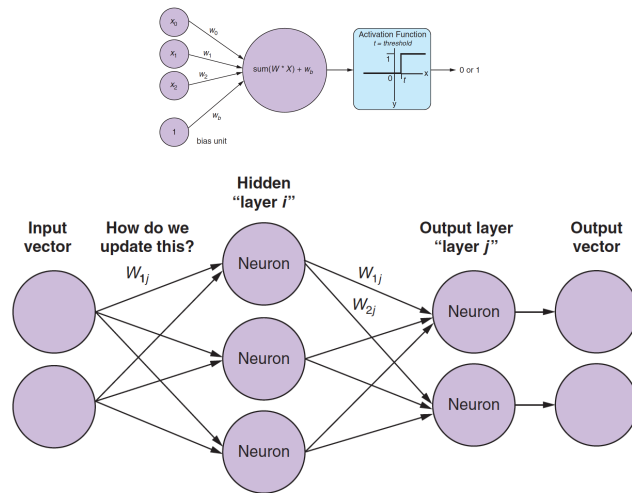 x0
w0
x1
w1
x2
w2
1
wb
bias unit
sum(W * X) + wb
Activation Function
t = threshold
1
0
t
x
y
0 or 1
Input
vector
How do we
update this?
Hidden
“layer i”
Output layer
“layer j”
Output
vector
W1j
Neuron
W1j
W2j
Neuron
Neuron
Neuron
Neuron